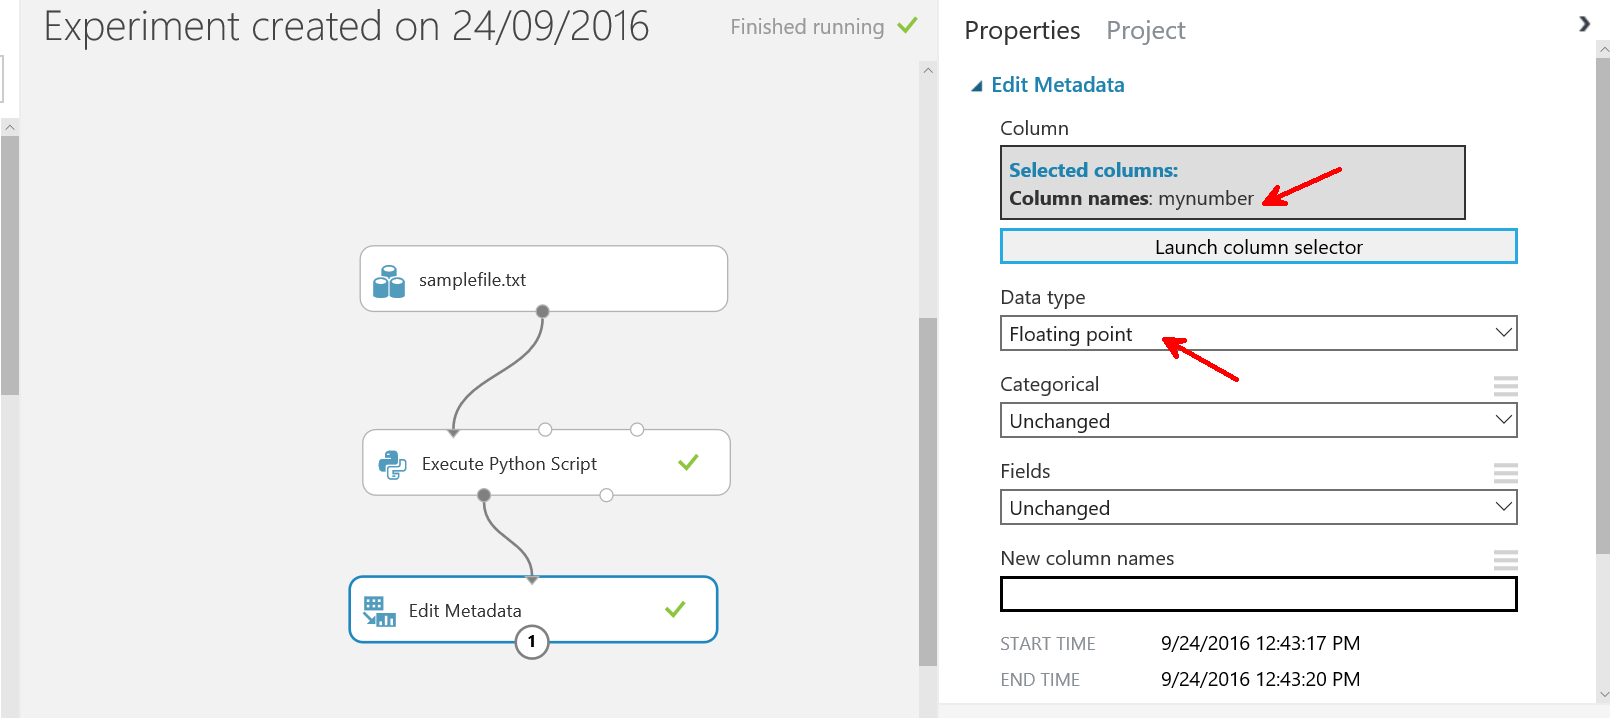 Experiment created on 24/09/2016
Finished running
samplefile.txt
Execute Python Script
Edit Metadata
1
Properties Project
Edit Metadata
Column
Selected columns:
Column names: mynumber
Launch column selector
Data type
Floating point
Categorical
Unchanged
Fields
Unchanged
New column names
START TIME 9/24/2016 12:43:17 PM
END TIME 9/24/2016 12:43:20 PM